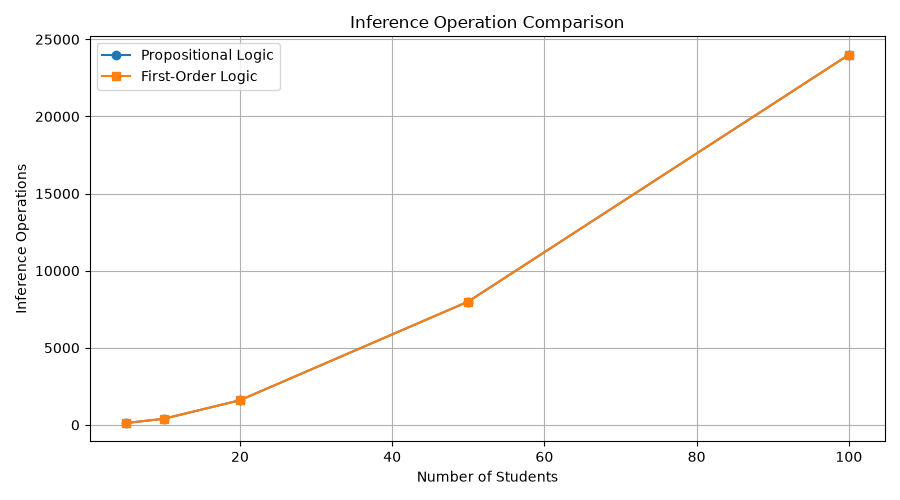 Inference Operation Comparison
Propositional Logic
First-Order Logic
Inference Operations
25000
20000
15000
10000
5000
0
20 40 60 80 100
Number of Students